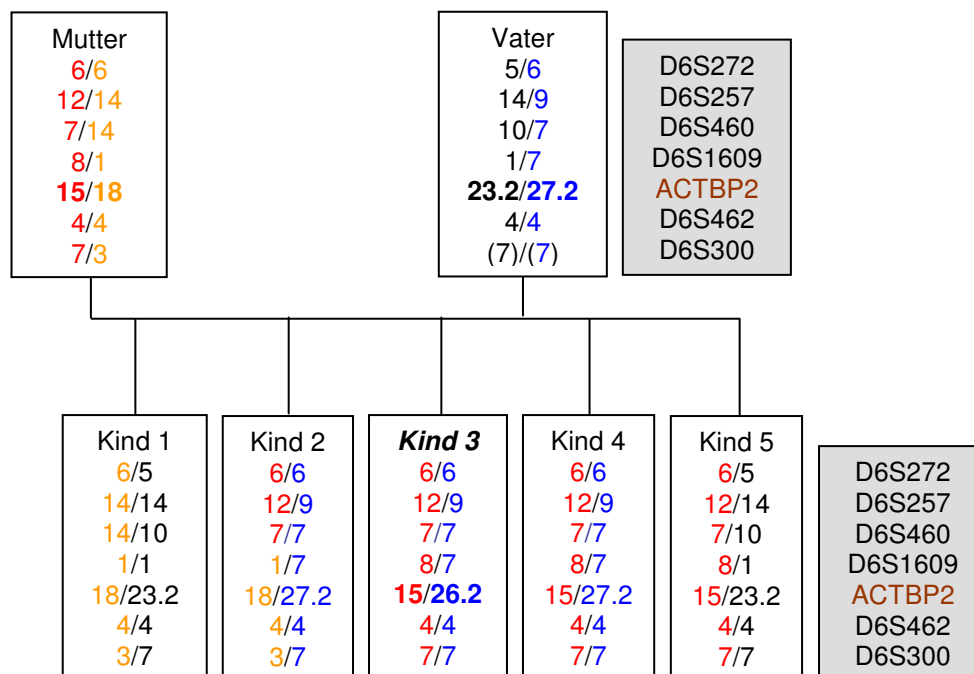 Mutter
6/6
12/14
7/14
8/1
15/18
4/4
7/3
Vater
5/6
14/9
10/7
1/7
23.2/27.2
4/4
(7)/(7)
D6S272
D6S257
D6S460
D6S1609
ACTBP2
D6S462
D6S300
Kind 1
6/5
14/14
14/10
1/1
18/23.2
4/4
3/7
Kind 2
6/6
12/9
7/7
1/7
18/27.2
4/4
3/7
Kind 3
6/6
12/9
7/7
8/7
15/26.2
4/4
7/7
Kind 4
6/6
12/9
7/7
8/7
15/27.2
4/4
7/7
Kind 5
6/5
12/14
7/10
8/1
15/23.2
4/4
7/7
D6S272
D6S257
D6S460
D6S1609
ACTBP2
D6S462
D6S300